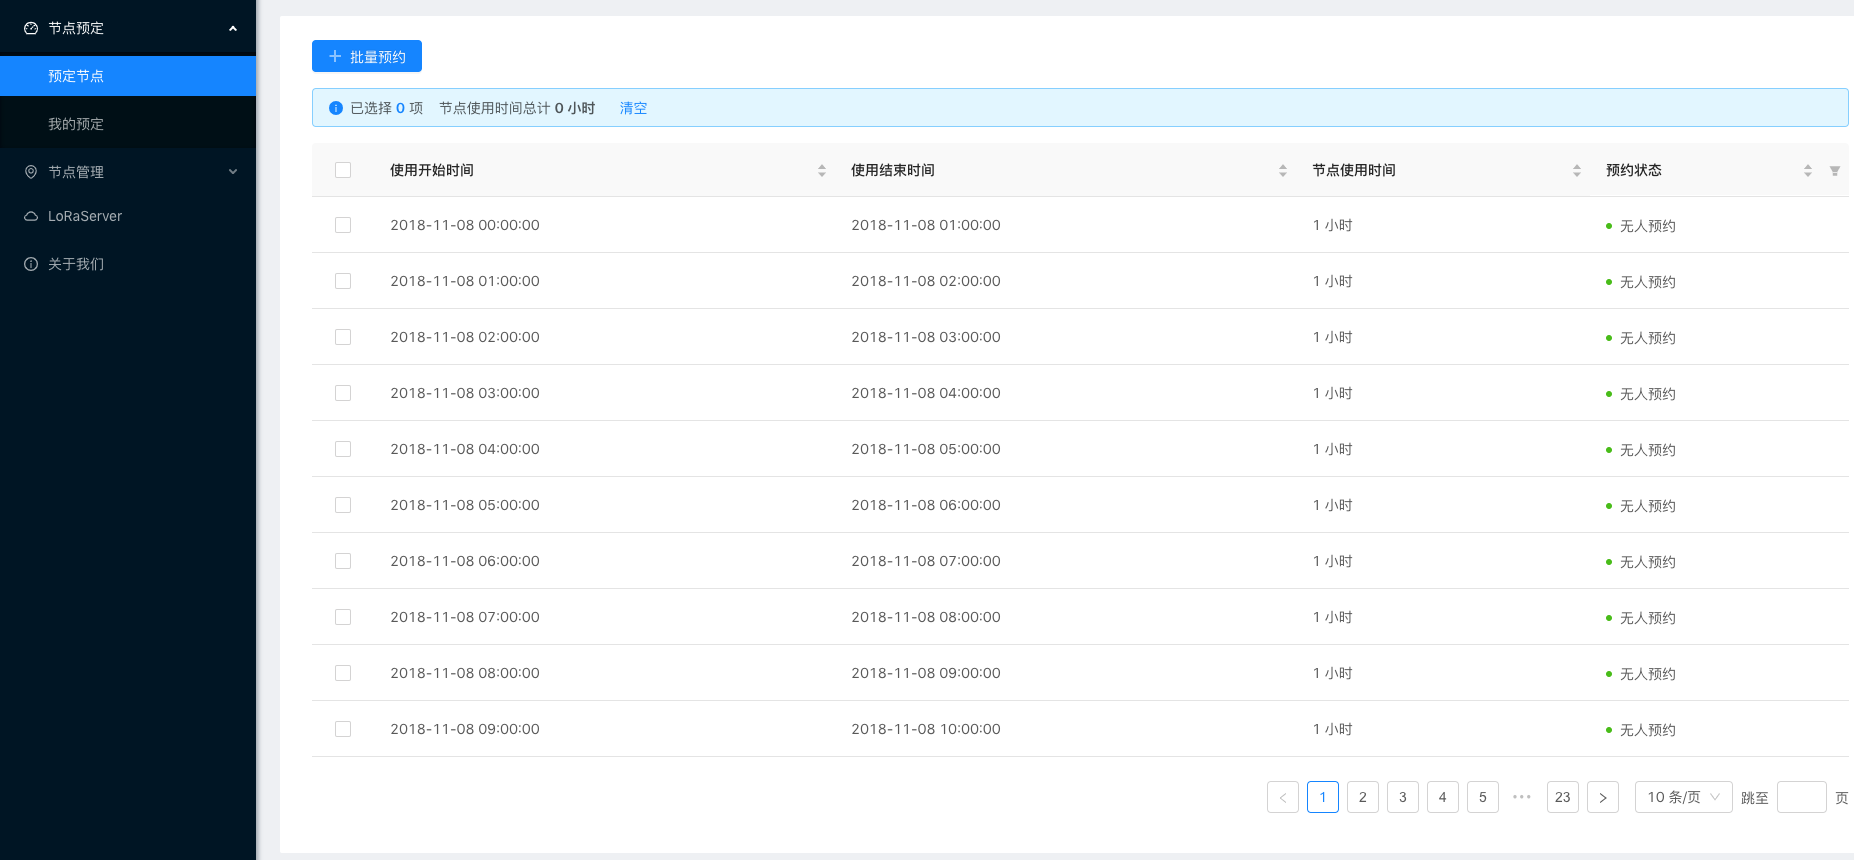 节点预定
预定节点
我的预定
节点管理
LoRaServer
关于我们
批量预约
已选择 0 项 节点使用时间总计 0 小时 清空
使用开始时间 使用结束时间 节点使用时间 预约状态
2018-11-08 00:00:00 2018-11-08 01:00:00 1 小时 无人预约
2018-11-08 01:00:00 2018-11-08 02:00:00 1 小时 无人预约
2018-11-08 02:00:00 2018-11-08 03:00:00 1 小时 无人预约
2018-11-08 03:00:00 2018-11-08 04:00:00 1 小时 无人预约
2018-11-08 04:00:00 2018-11-08 05:00:00 1 小时 无人预约
2018-11-08 05:00:00 2018-11-08 06:00:00 1 小时 无人预约
2018-11-08 06:00:00 2018-11-08 07:00:00 1 小时 无人预约
2018-11-08 07:00:00 2018-11-08 08:00:00 1 小时 无人预约
2018-11-08 08:00:00 2018-11-08 09:00:00 1 小时 无人预约
2018-11-08 09:00:00 2018-11-08 10:00:00 1 小时 无人预约
1 2 3 4 5 ••• 23 10 条/页 跳至 页